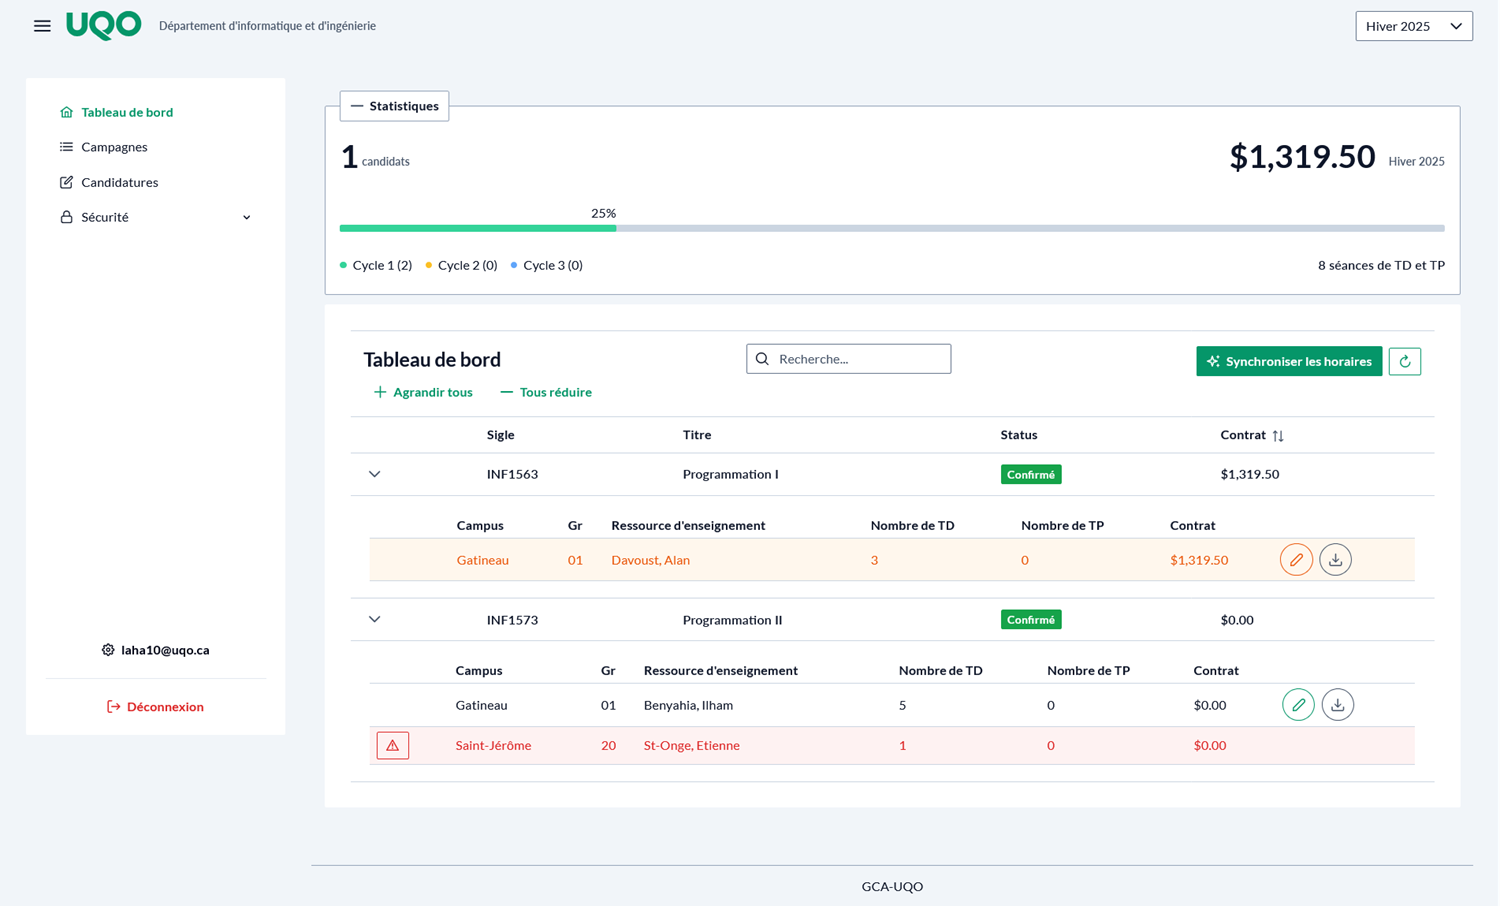 UQO Département d'informatique et d'ingénierie Hiver 2025
Tableau de bord
Campagnes
Candidatures
Sécurité
laha10@uqo.ca
Déconnexion
Statistiques
1 candidats $1,319.50 Hiver 2025
25%
Cycle 1 (2) Cycle 2 (0) Cycle 3 (0) 8 séances de TD et TP
Tableau de bord Recherche... Synchroniser les horaires
Agrandir tous Tous réduire
Sigle Titre Status Contrat
INF1563 Programmation I Confirmé $1,319.50
Campus Gr Ressource d'enseignement Nombre de TD Nombre de TP Contrat
Gatineau 01 Davoust, Alan 3 0 $1,319.50
INF1573 Programmation II Confirmé $0.00
Campus Gr Ressource d'enseignement Nombre de TD Nombre de TP Contrat
Gatineau 01 Benyahia, Ilham 5 0 $0.00
Saint-Jérôme 20 St-Onge, Etienne 1 0 $0.00
GCA-UQO